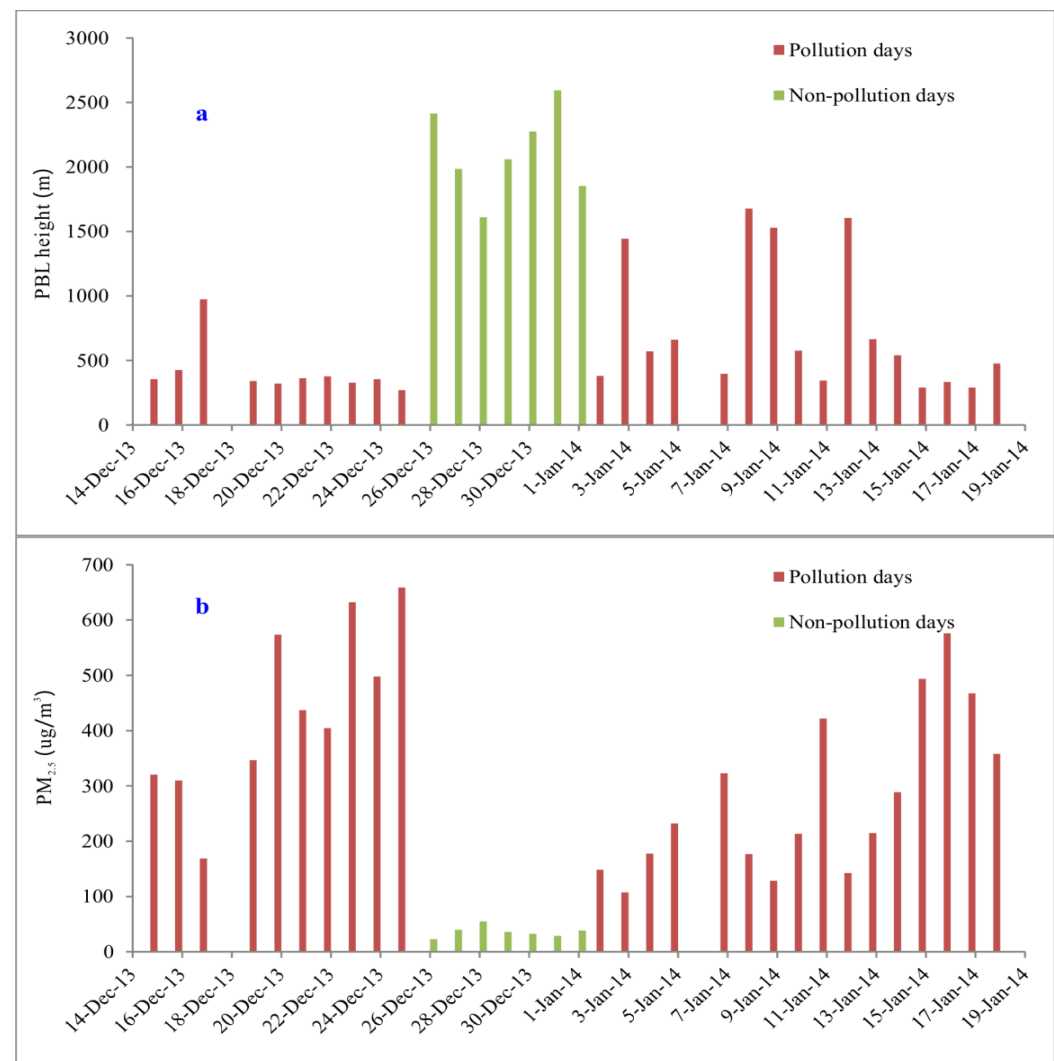 3000
2500
2000
1500
1000
500
0
PBL height (m)
a
Pollution days
Non-pollution days
14-Dec-13
16-Dec-13
18-Dec-13
20-Dec-13
22-Dec-13
24-Dec-13
26-Dec-13
28-Dec-13
30-Dec-13
1-Jan-14
3-Jan-14
5-Jan-14
7-Jan-14
9-Jan-14
11-Jan-14
13-Jan-14
15-Jan-14
17-Jan-14
19-Jan-14
700
600
500
400
300
200
100
0
PM2.5 (ug/m³)
b
Pollution days
Non-pollution days
14-Dec-13
16-Dec-13
18-Dec-13
20-Dec-13
22-Dec-13
24-Dec-13
26-Dec-13
28-Dec-13
30-Dec-13
1-Jan-14
3-Jan-14
5-Jan-14
7-Jan-14
9-Jan-14
11-Jan-14
13-Jan-14
15-Jan-14
17-Jan-14
19-Jan-14